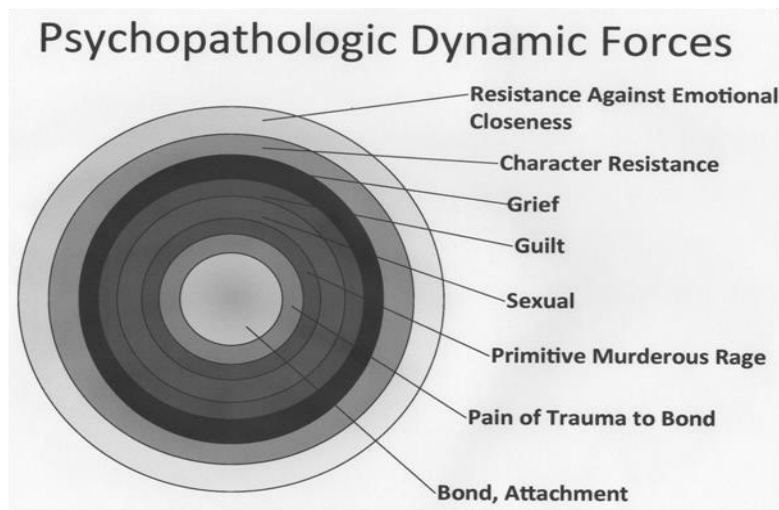 Psychopathologic Dynamic Forces
Resistance Against Emotional
Closeness
Character Resistance
Grief
Guilt
Sexual
Primitive Murderous Rage
Pain of Trauma to Bond
Bond, Attachment